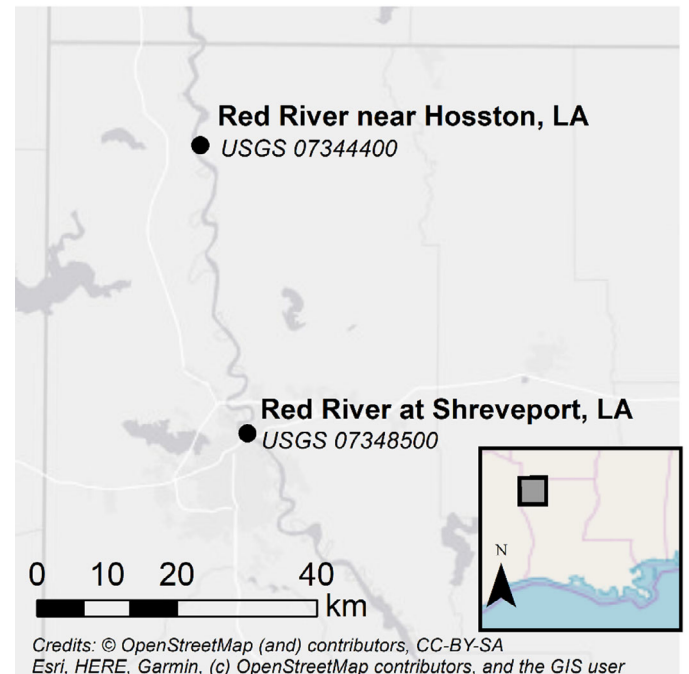 Red River near Hosston, LA
USGS 07344400
Red River at Shreveport, LA
USGS 07348500
N
0 10 20 40
km
Credits: © OpenStreetMap (and) contributors, CC-BY-SA
Esri, HERE, Garmin, (c) OpenStreetMap contributors, and the GIS user